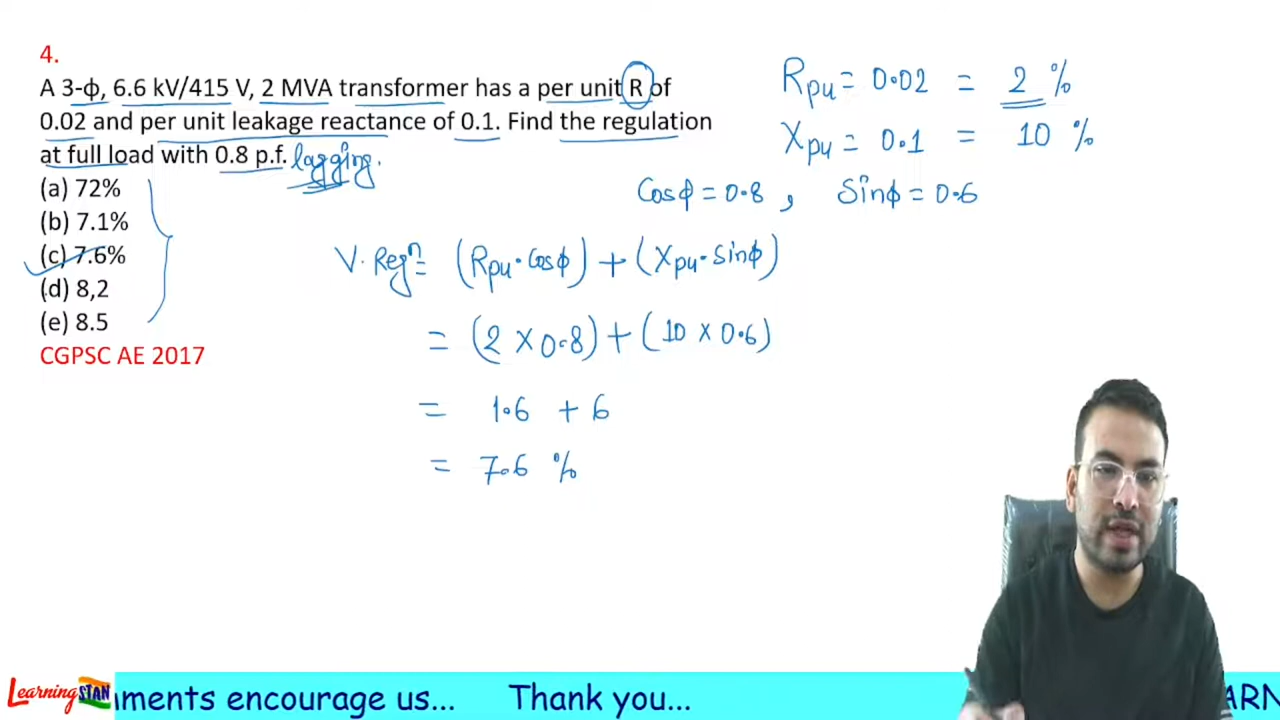 4.
A 3-ф, 6.6 kV/415 V, 2 MVA transformer has a per unit R of
0.02 and per unit leakage reactance of 0.1. Find the regulation
at full load with 0.8 p.f. lagging.
(a) 72%
(b) 7.1%
(c) 7.6%
(d) 8,2
(e) 8.5
CGPSC AE 2017
Rpu = 0.02 = 2 %
Xpu = 0.1 = 10 %
Cosφ = 0.8 , Sinφ = 0.6
V. Regⁿ = (Rpu · Cosφ) + (Xpu · Sinφ)
= (2 × 0.8) + (10 × 0.6)
= 1.6 + 6
= 7.6 %
LearningSTAN
ments encourage us... Thank you...
ARN